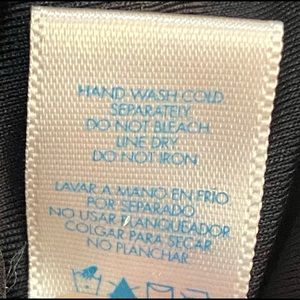 HAND WASH COLD
SEPARATELY
DO NOT BLEACH
LINE DRY
DO NOT IRON
LAVAR A MANO EN FRÍO
POR SEPARADO
NO USAR BLANQUEADOR
COLGAR PARA SECAR
NO PLANCHAR